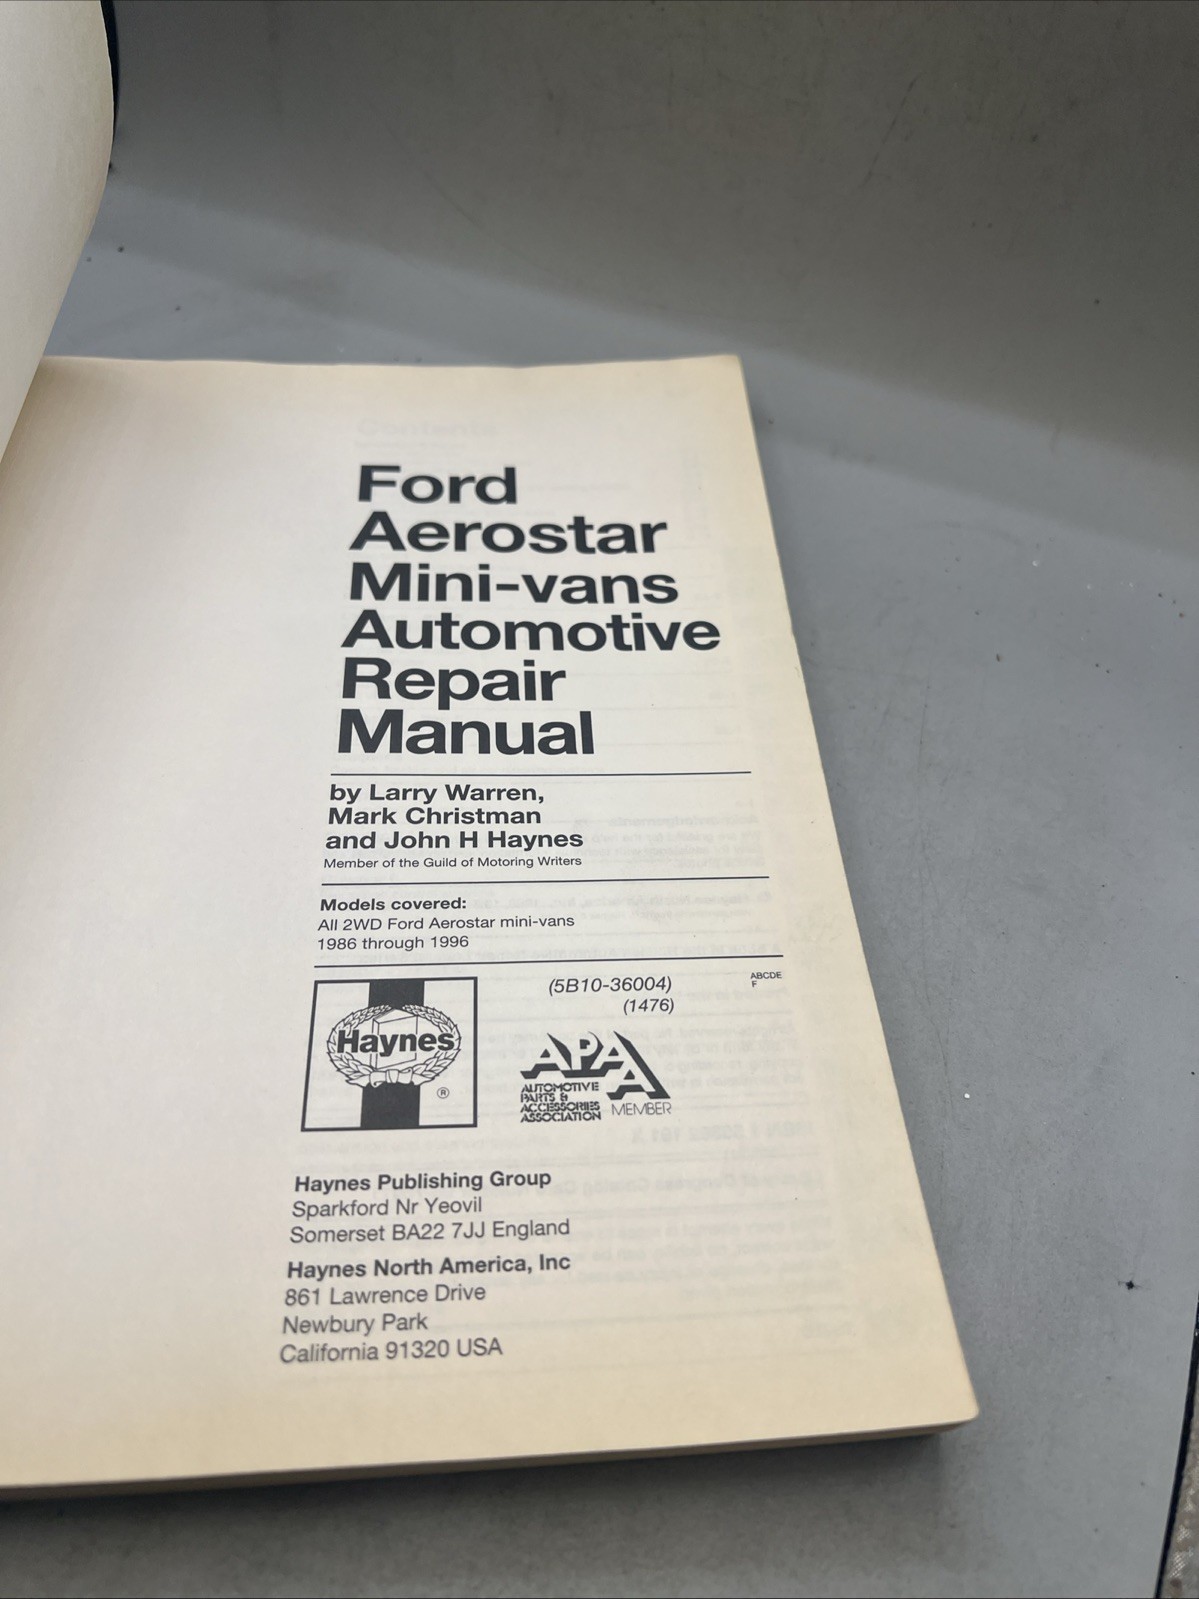 Ford
Aerostar
Mini-vans
Automotive
Repair
Manual
by Larry Warren,
Mark Christman
and John H Haynes
Member of the Guild of Motoring Writers
Models covered:
All 2WD Ford Aerostar mini-vans
1986 through 1996
(5B10-36004)
(1476)
ABCDE
F
Haynes
®
APAA
AUTOMOTIVE
PARTS &
ACCESSORIES
ASSOCIATION
MEMBER
Haynes Publishing Group
Sparkford Nr Yeovil
Somerset BA22 7JJ England
Haynes North America, Inc
861 Lawrence Drive
Newbury Park
California 91320 USA